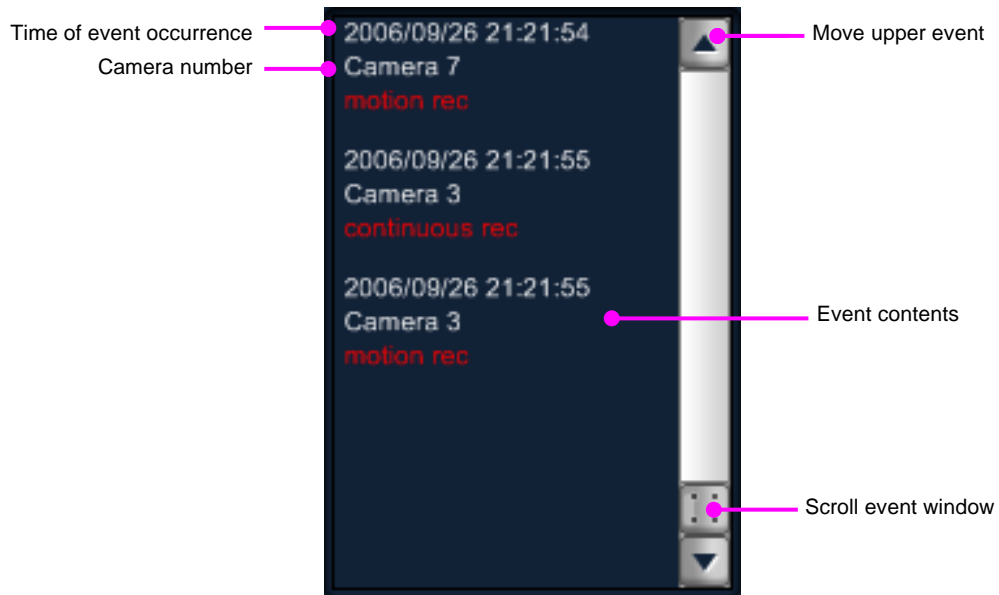 Time of event occurrence
Camera number
2006/09/26 21:21:54
Camera 7
motion rec
2006/09/26 21:21:55
Camera 3
continuous rec
2006/09/26 21:21:55
Camera 3
motion rec
Move upper event
Event contents
Scroll event window